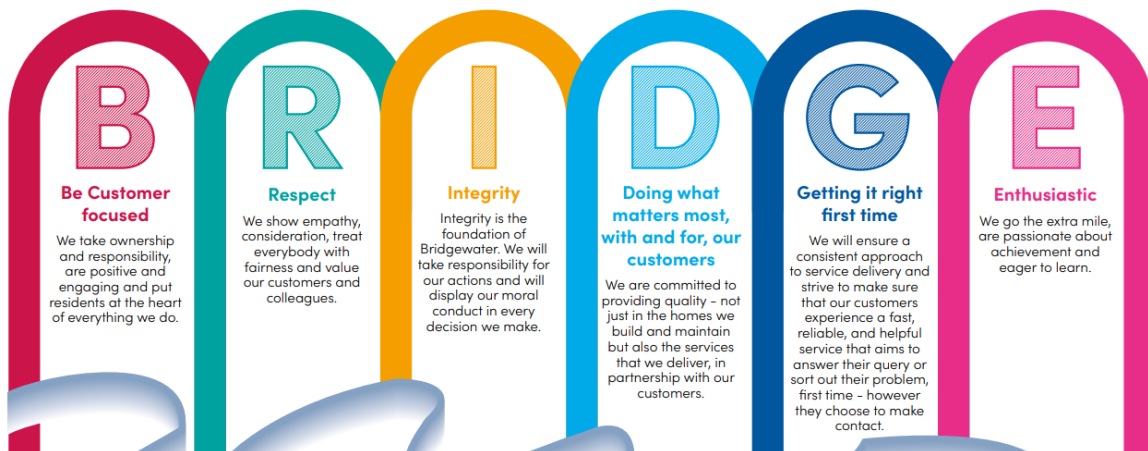 B
Be Customer
focused
We take ownership
and responsibility,
are positive and
engaging and put
residents at the heart
of everything we do.
R
Respect
We show empathy,
consideration, treat
everybody with
fairness and value
our customers and
colleagues.
I
Integrity
Integrity is the
foundation of
Bridgewater. We will
take responsibility for
our actions and will
display our moral
conduct in every
decision we make.
D
Doing what
matters most,
with and for, our
customers
We are committed to
providing quality - not
just in the homes we
build and maintain
but also the services
that we deliver, in
partnership with our
customers.
G
Getting it right
first time
We will ensure a
consistent approach
to service delivery and
strive to make sure
that our customers
experience a fast,
reliable, and helpful
service that aims to
answer their query or
sort out their problem,
first time - however
they choose to make
contact.
E
Enthusiastic
We go the extra mile,
are passionate about
achievement and
eager to learn.